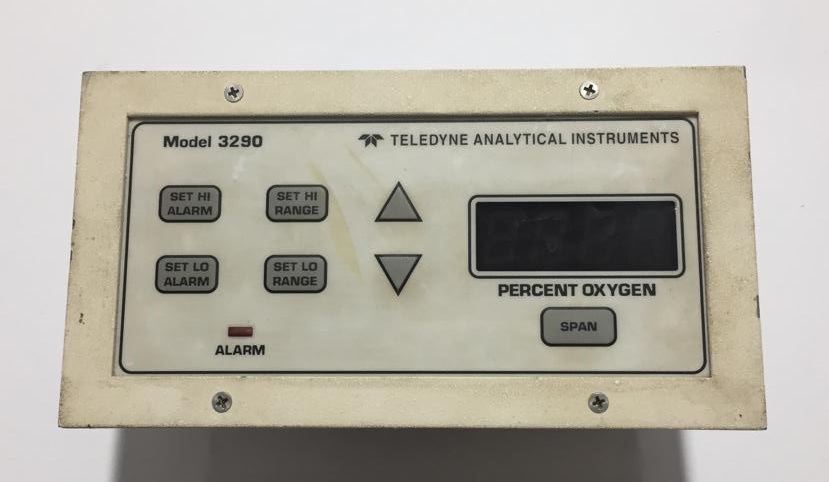 Model 3290
TELEDYNE ANALYTICAL INSTRUMENTS
SET HI
ALARM
SET HI
RANGE
SET LO
ALARM
SET LO
RANGE
PERCENT OXYGEN
SPAN
ALARM